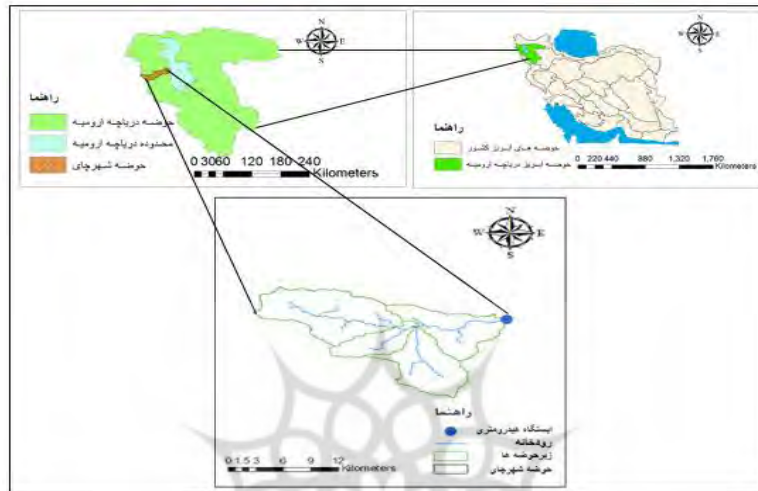 N
W E
S
راهنما
حوضه دریاچه ارومیه
محدوده دریاچه ارومیه
حوضه شهرچای
0 3060 120 180 240
Kilometers
N
W E
S
راهنما
حوضه های آبریز کشور
حوضه آبریز دریاچه ارومیه
0 220 440 880 1,320 1,760
Kilometers
N
W E
S
راهنما
ایستگاه هیدرومتری
رودخانه
زیرحوضه ها
حوضه شهرچای
0 1.5 3 6 9 12
Kilometers